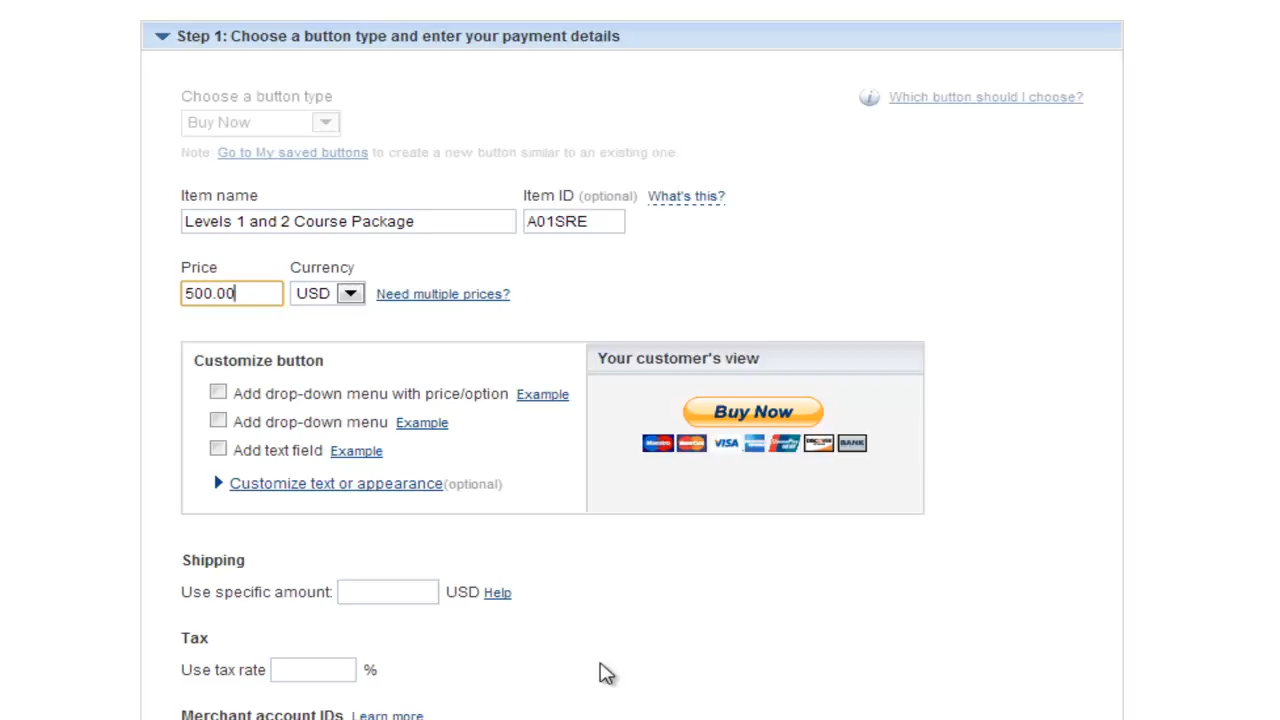 Step 1: Choose a button type and enter your payment details
Choose a button type
Which button should I choose?
Buy Now
Note: Go to My saved buttons to create a new button similar to an existing one.
Item name
Item ID (optional) What's this?
Levels 1 and 2 Course Package
A01SRE
Price
Currency
500.00
USD
Need multiple prices?
Customize button
Your customer's view
Add drop-down menu with price/option Example
Buy Now
Add drop-down menu Example
VISA
BANK
Add text field Example
Customize text or appearance(optional)
Shipping
Use specific amount:
USD Help
Tax
Use tax rate
%
Merchant account IDs Learn more